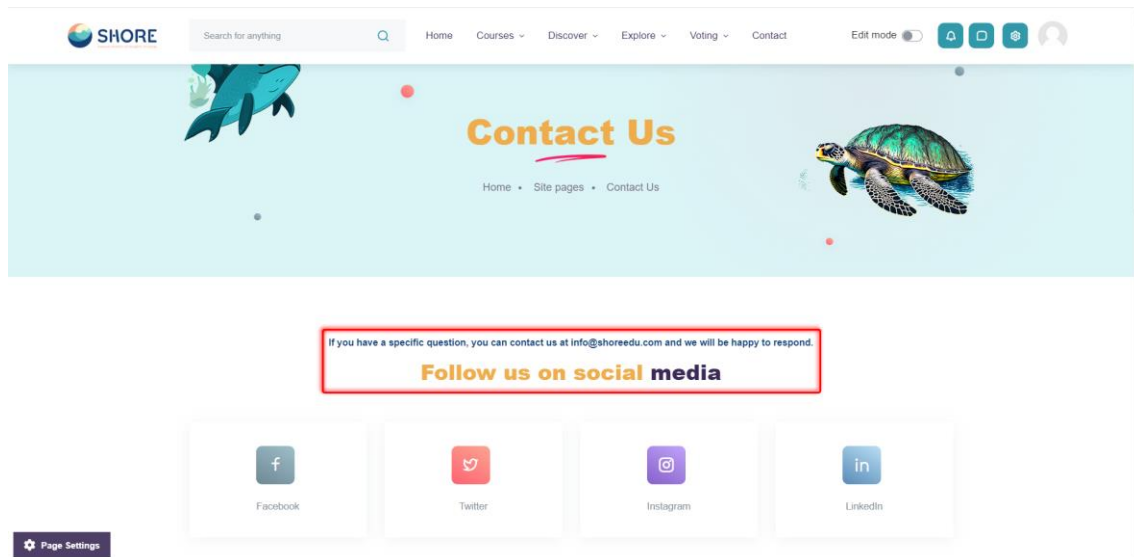 SHORE
Search for anything
Home Courses Discover Explore Voting Contact
Edit mode
Contact Us
Home • Site pages • Contact Us
If you have a specific question, you can contact us at info@shoreedu.com and we will be happy to respond.
Follow us on social media
Facebook Twitter Instagram LinkedIn
Page Settings